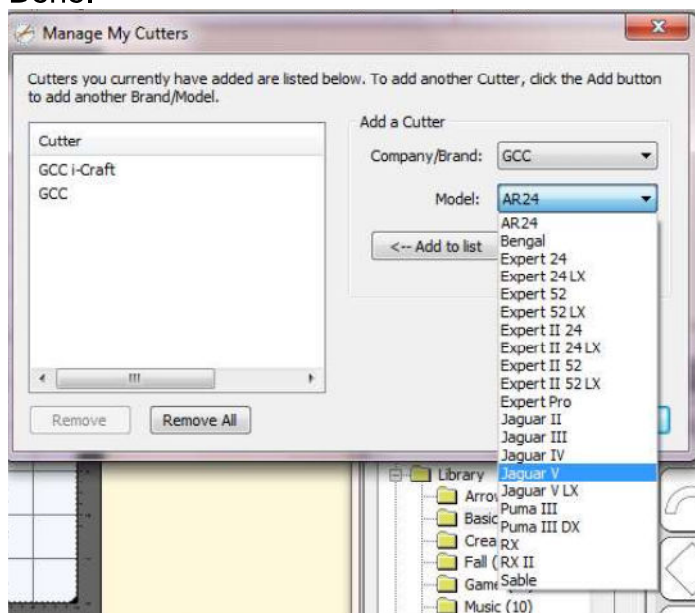 Done.
Manage My Cutters
Cutters you currently have added are listed below. To add another Cutter, click the Add button
to add another Brand/Model.
Cutter
GCC i-Craft
GCC
Remove
Remove All
Add a Cutter
Company/Brand:
GCC
Model:
AR24
<-- Add to list
AR24
Bengal
Expert 24
Expert 24 LX
Expert 52
Expert 52 LX
Expert II 24
Expert II 24 LX
Expert II 52
Expert II 52 LX
Expert Pro
Jaguar II
Jaguar III
Jaguar IV
Jaguar V
Jaguar V LX
Puma III
Puma III DX
RX
RX II
Sable
Library
Music (10)